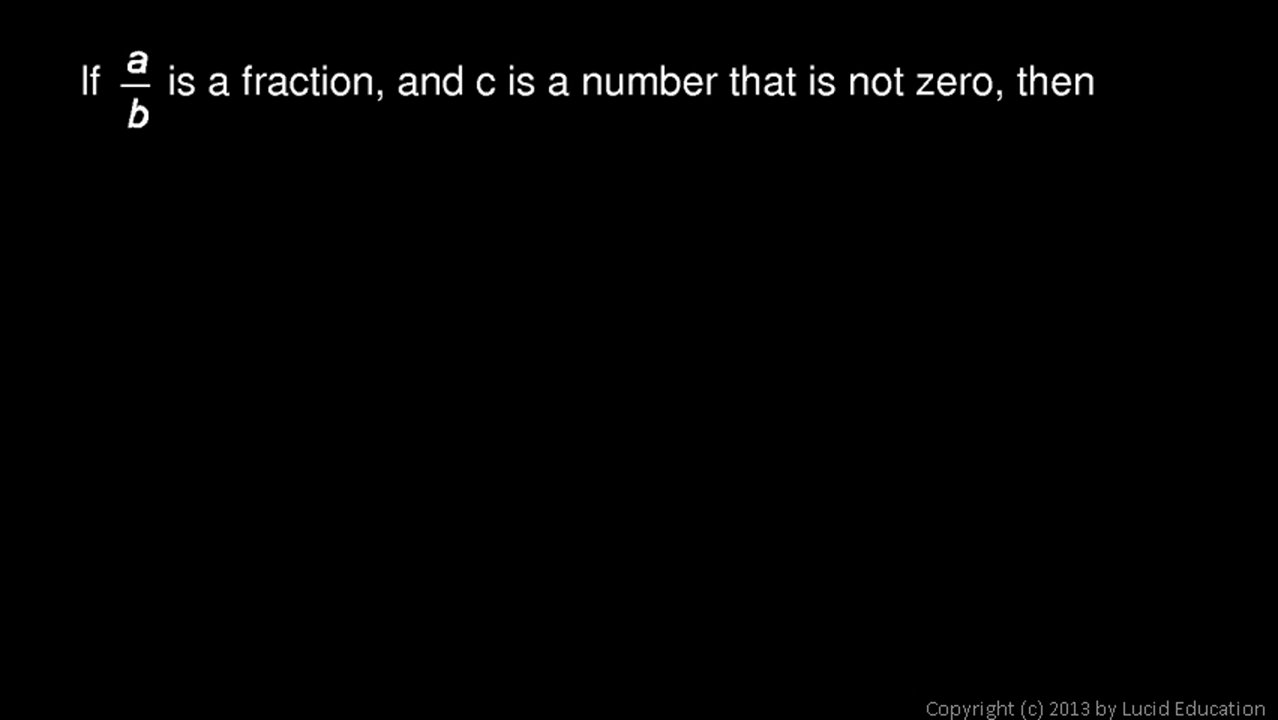 If a/b is a fraction, and c is a number that is not zero, then
Copyright (c) 2013 by Lucid Education